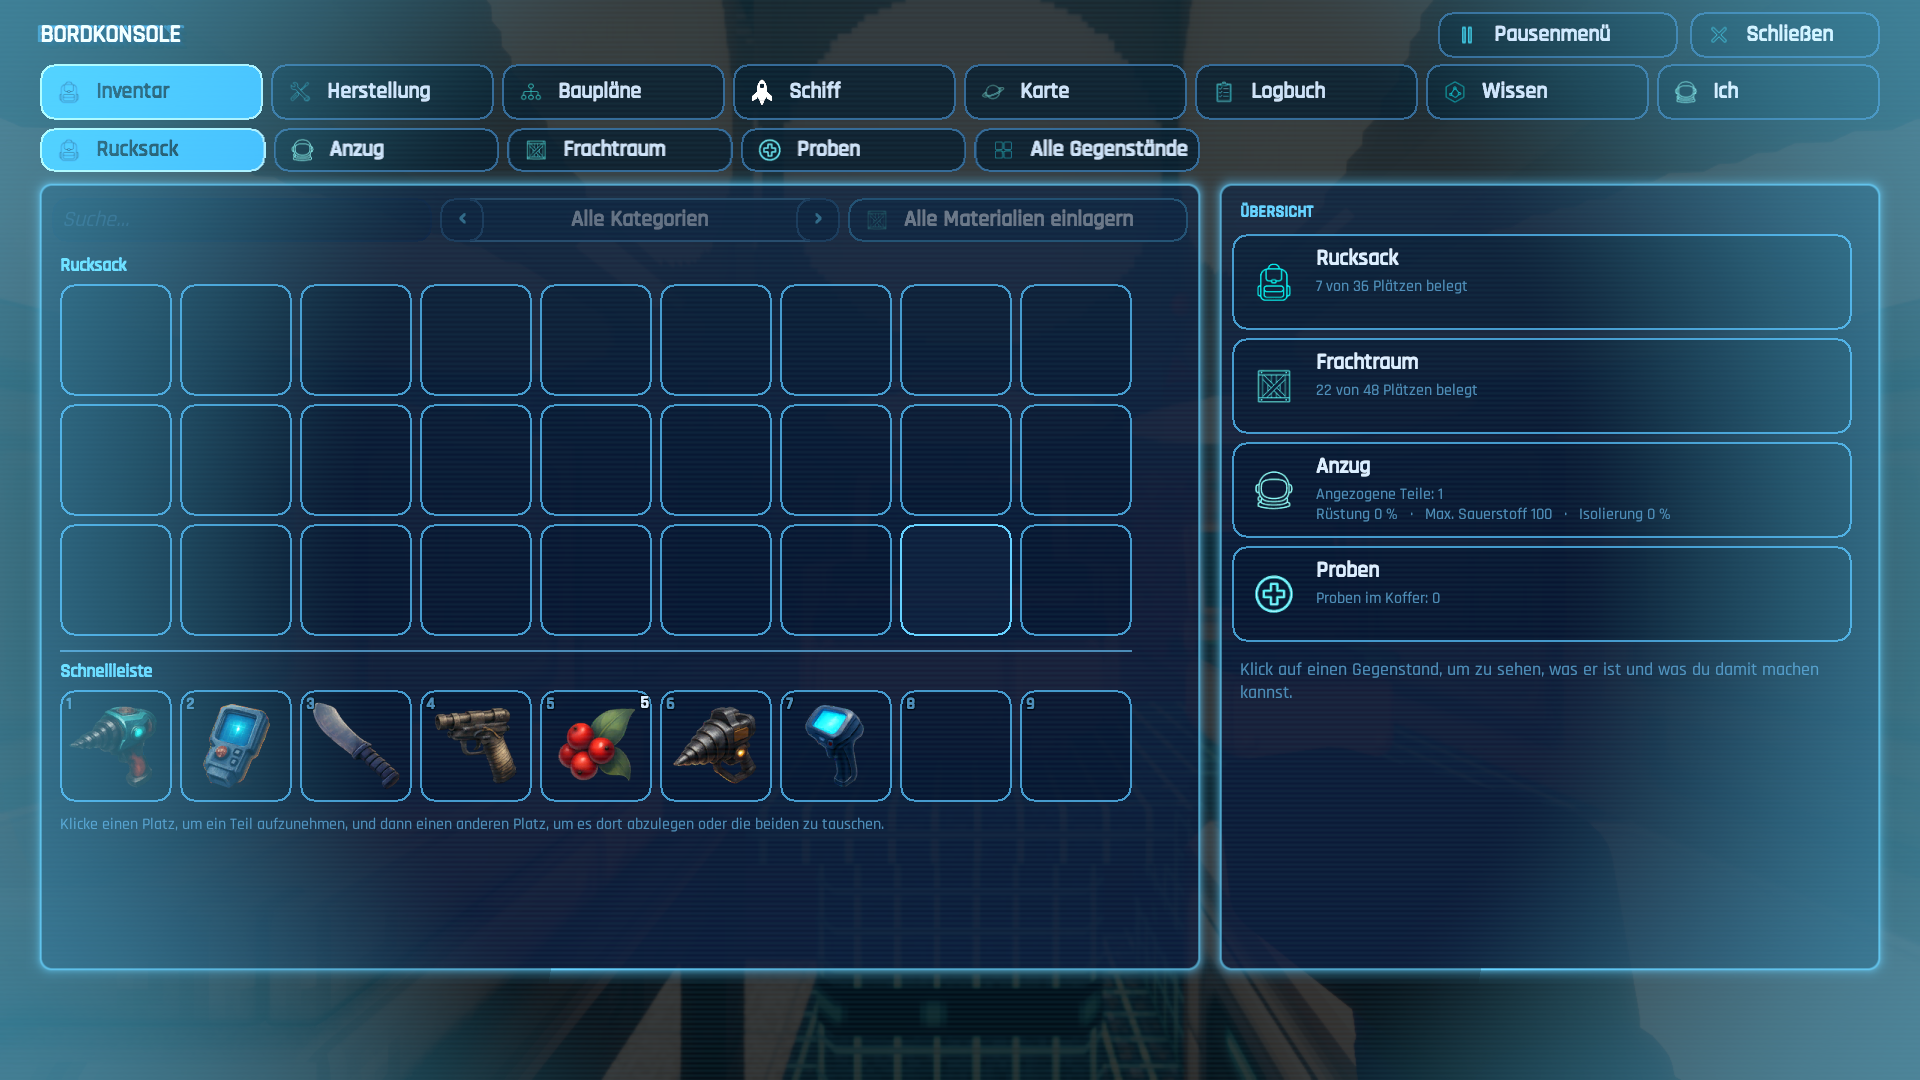 BORDKONSOLE
Pausenmenü
Schließen
Inventar
Herstellung
Baupläne
Schiff
Karte
Logbuch
Wissen
Ich
Rucksack
Anzug
Frachtraum
Proben
Alle Gegenstände
Suche...
Alle Kategorien
Alle Materialien einlagern
Rucksack
Schnellleiste
1
2
3
4
5
5
6
7
8
9
Klicke einen Platz, um ein Teil aufzunehmen, und dann einen anderen Platz, um es dort abzulegen oder die beiden zu tauschen.
ÜBERSICHT
Rucksack
7 von 36 Plätzen belegt
Frachtraum
22 von 48 Plätzen belegt
Anzug
Angezogene Teile: 1
Rüstung 0 % · Max. Sauerstoff 100 · Isolierung 0 %
Proben
Proben im Koffer: 0
Klick auf einen Gegenstand, um zu sehen, was er ist und was du damit machen
kannst.